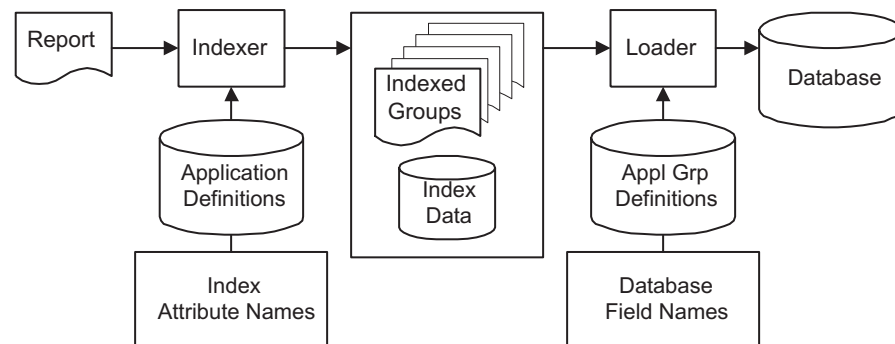 Report
Indexer
Indexed
Groups
Loader
Database
Application
Definitions
Index
Data
Appl Grp
Definitions
Index
Attribute Names
Database
Field Names